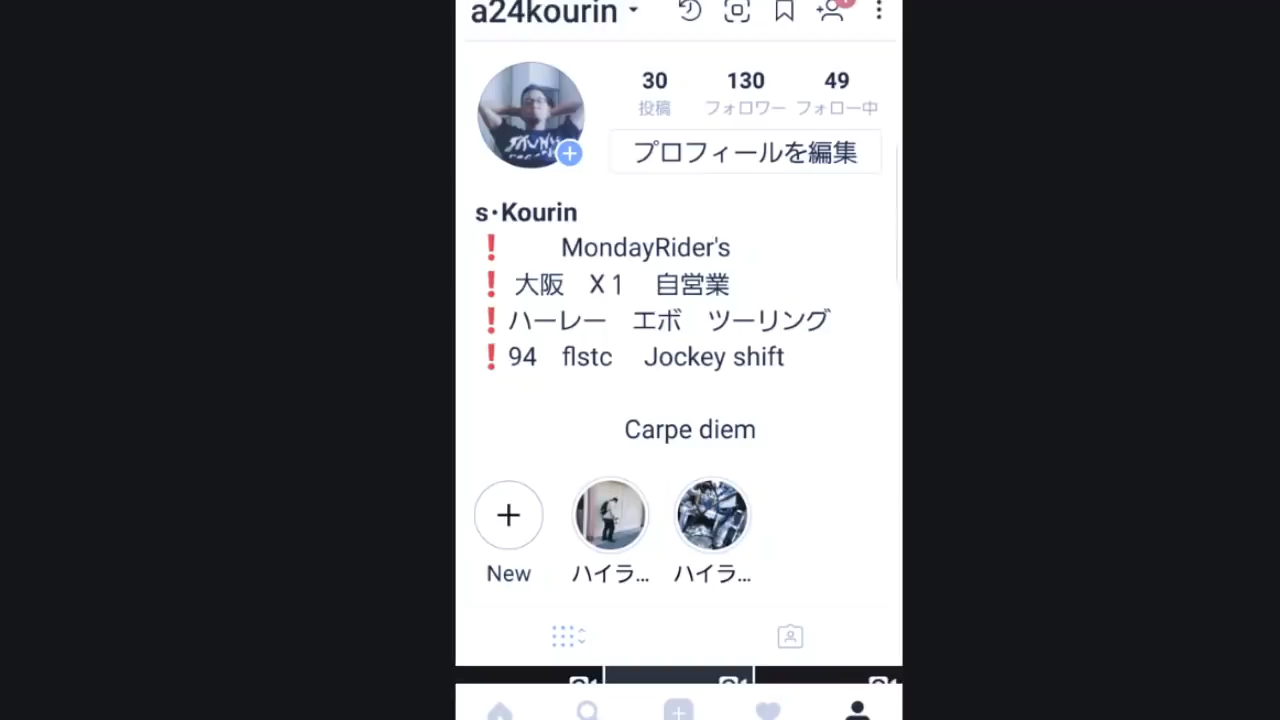 a24kourin
30 130 49
投稿 フォロワー フォロー中
プロフィールを編集
s・Kourin
❗ MondayRider's
❗ 大阪 X 1 自営業
❗ハーレー エボ ツーリング
❗94 flstc Jockey shift
Carpe diem
New ハイラ... ハイラ...